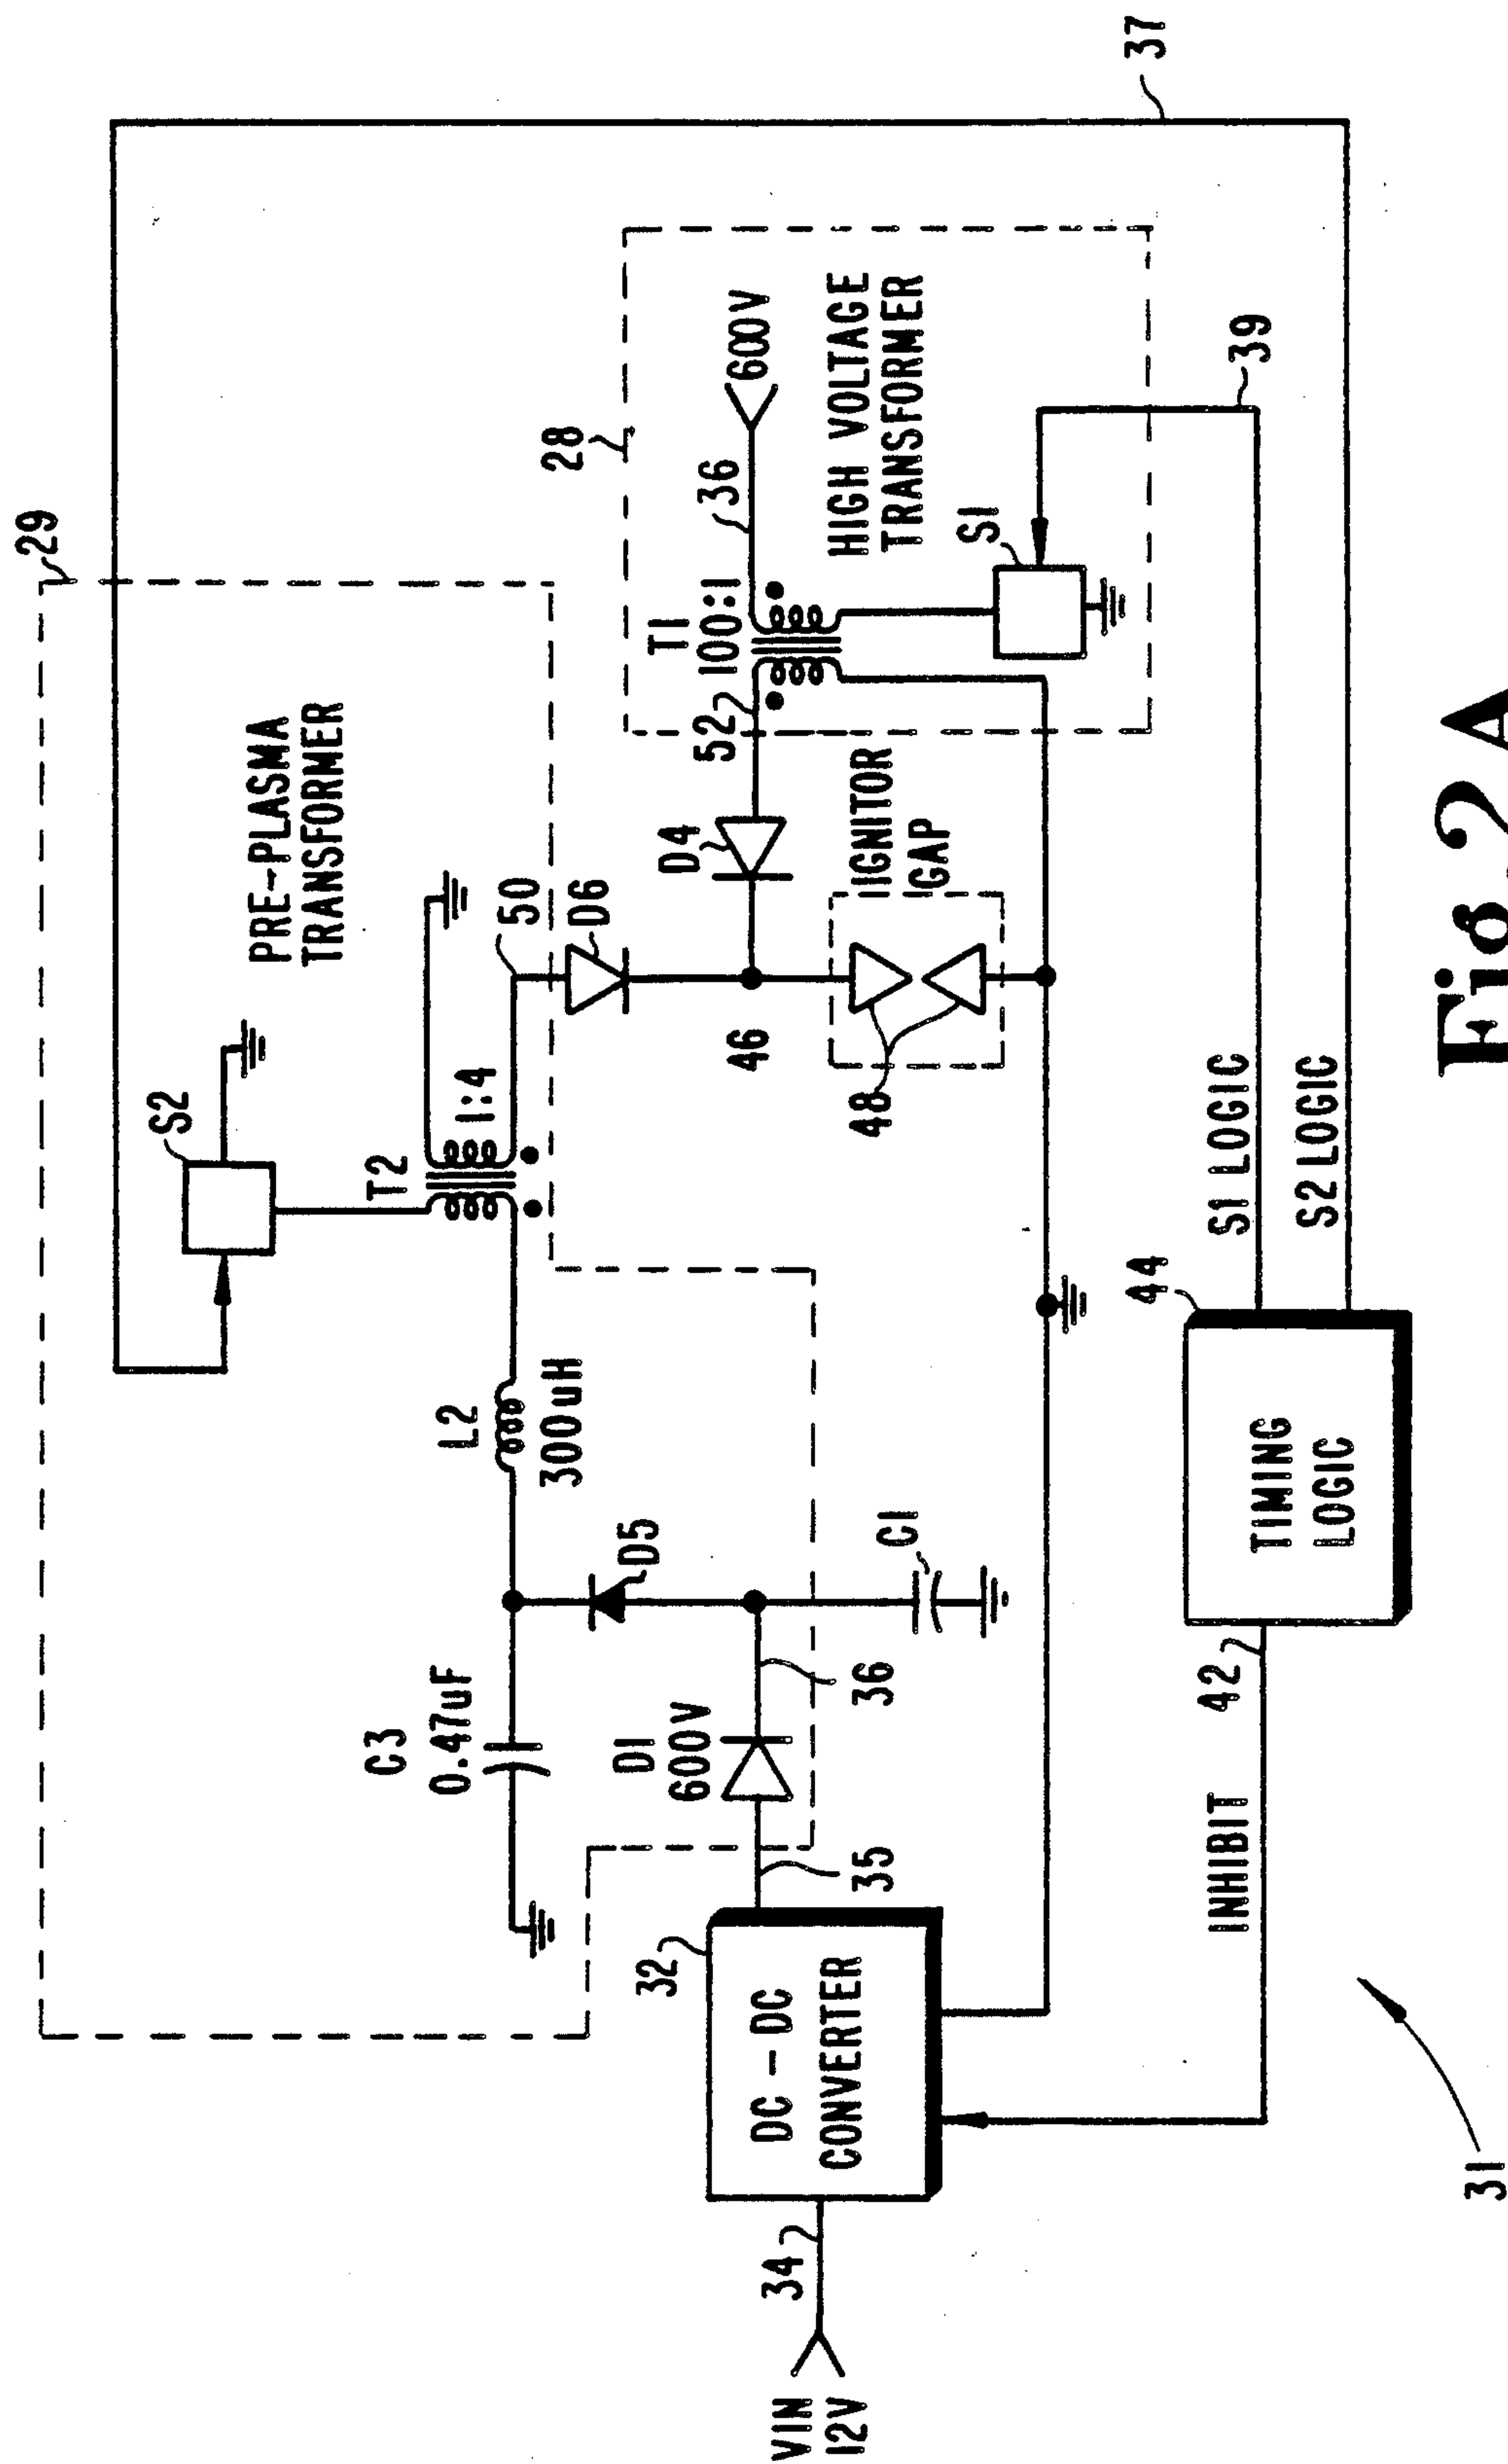 29
PRE-PLASMA
TRANSFORMER
S2
T2
1:4
50
D6
L2
300uH
C3
0.47uF
D5
D1
600V
36
C1
35
32
DC-DC
CONVERTER
34
VIN
12V
46
48
IGNITOR
GAP
D4
52
T1
100:1
36
600V
28
HIGH VOLTAGE
TRANSFORMER
S1
39
37
S1 LOGIC
S2 LOGIC
44
TIMING
LOGIC
42
INHIBIT
31
Fig. 2A